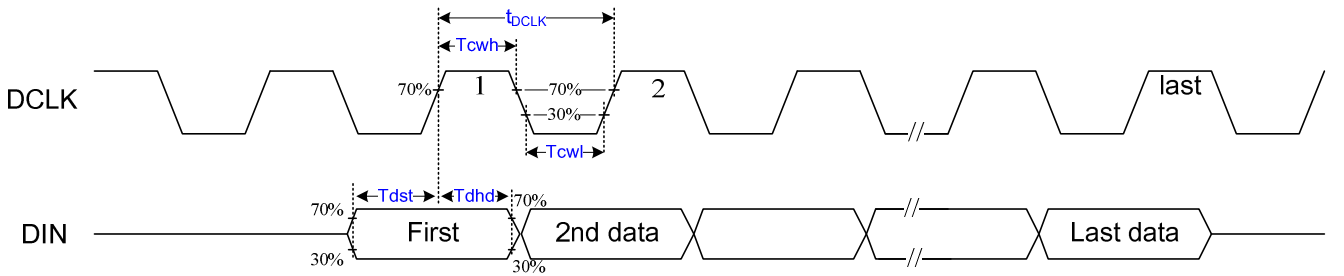 tDCLK
Tcwh
DCLK
70%
1
70%
2
last
30%
Tcwl
Tdst
Tdhd
70%
70%
DIN
First
2nd data
Last data
30%
30%